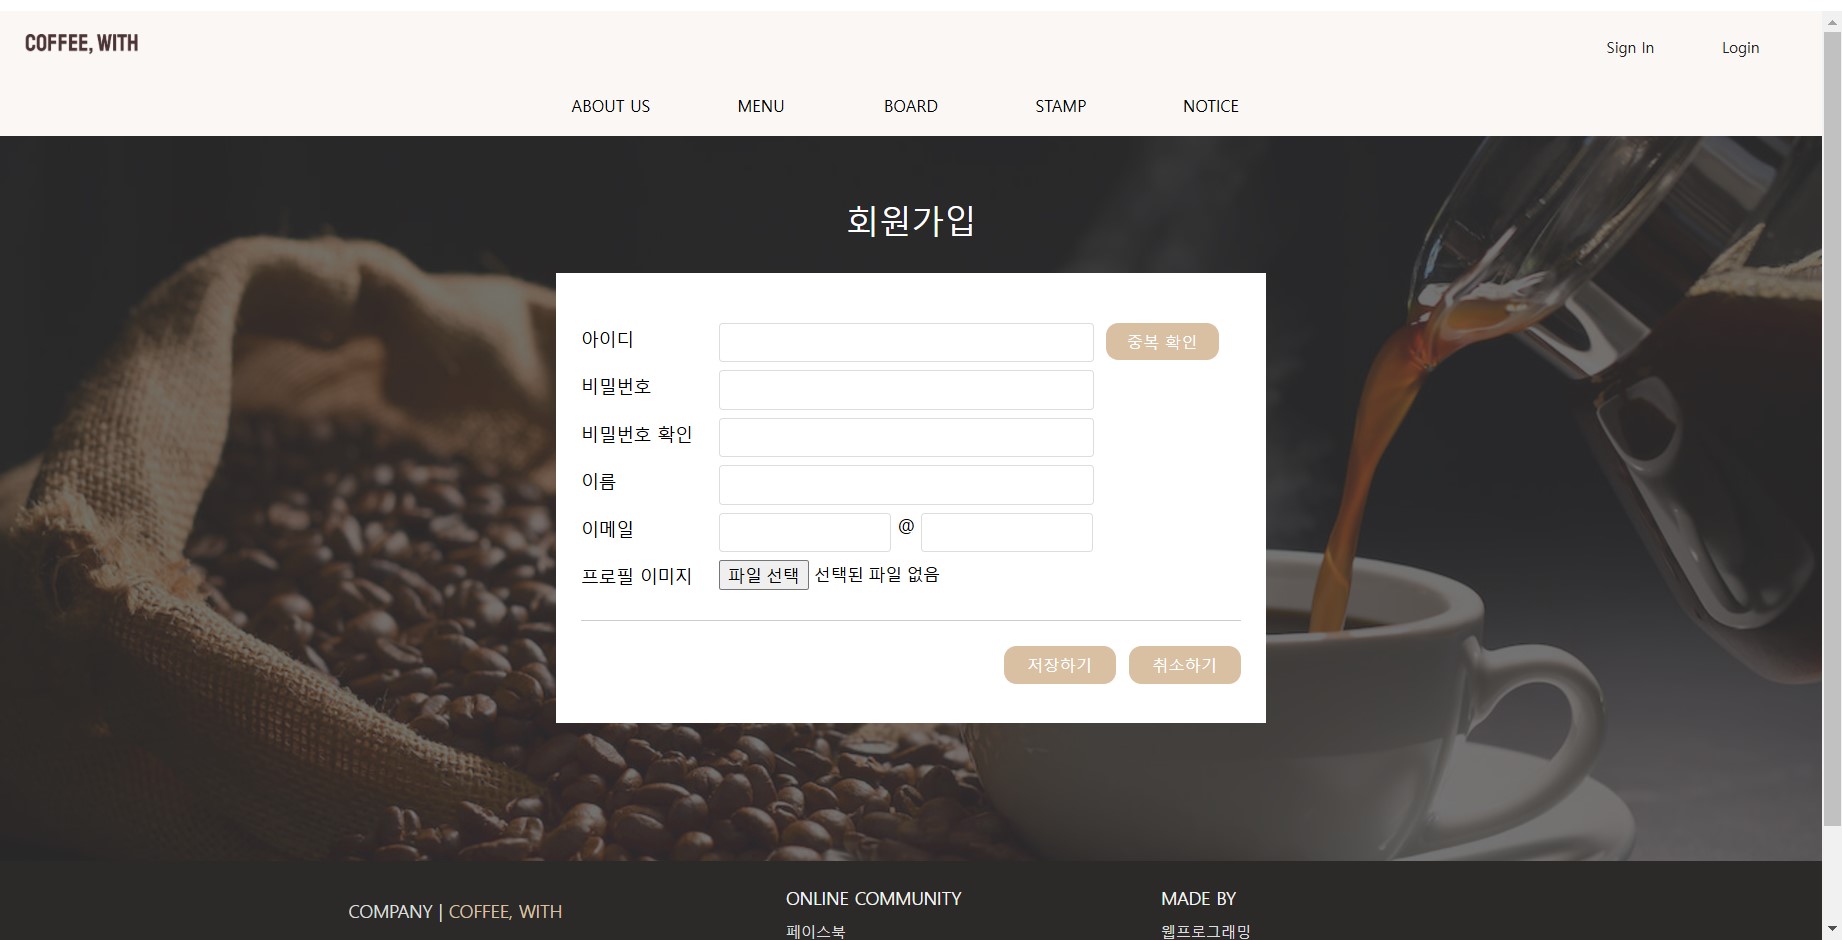 COFFEE, WITH
Sign In Login
ABOUT US MENU BOARD STAMP NOTICE
회원가입
아이디 중복 확인
비밀번호
비밀번호 확인
이름
이메일 @
프로필 이미지 파일 선택 선택된 파일 없음
저장하기 취소하기
COMPANY | COFFEE, WITH
ONLINE COMMUNITY
페이스북
MADE BY
웹프로그래밍